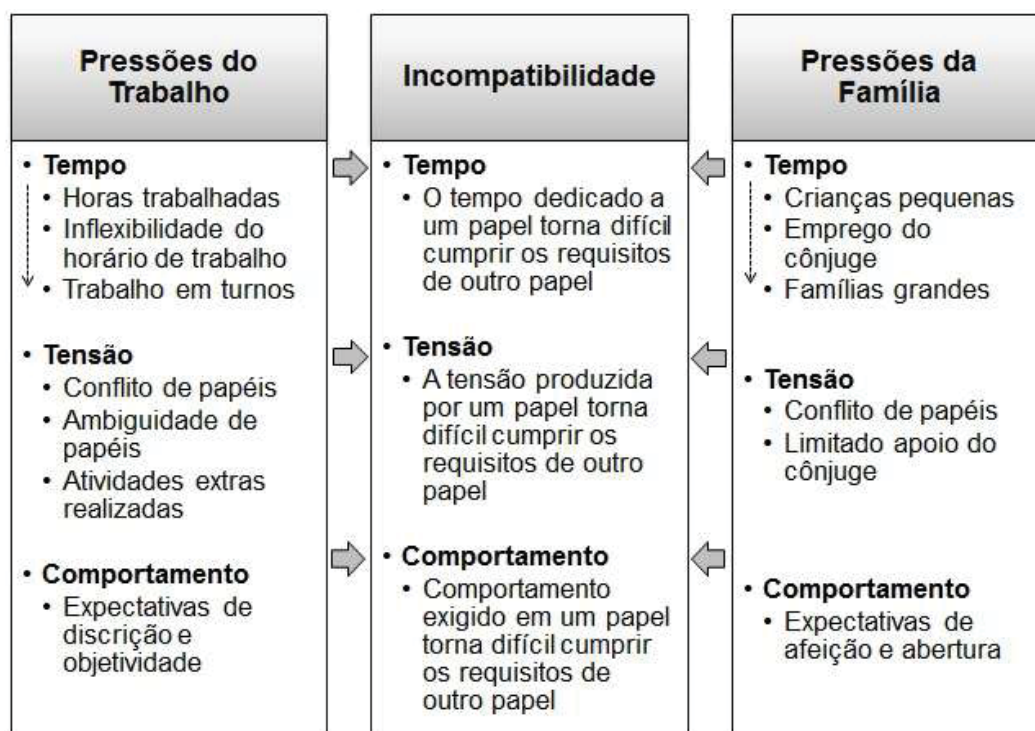 Pressões do
Trabalho
• Tempo
• Horas trabalhadas
• Inflexibilidade do
horário de trabalho
• Trabalho em turnos
• Tensão
• Conflito de papéis
• Ambiguidade de
papéis
• Atividades extras
realizadas
• Comportamento
• Expectativas de
discrição e
objetividade
Incompatibilidade
• Tempo
• O tempo dedicado a
um papel torna difícil
cumprir os requisitos
de outro papel
• Tensão
• A tensão produzida
por um papel torna
difícil cumprir os
requisitos de outro
papel
• Comportamento
• Comportamento
exigido em um papel
torna difícil cumprir
os requisitos de
outro papel
Pressões da
Família
• Tempo
• Crianças pequenas
• Emprego do
cônjuge
• Famílias grandes
• Tensão
• Conflito de papéis
• Limitado apoio do
cônjuge
• Comportamento
• Expectativas de
afeição e abertura